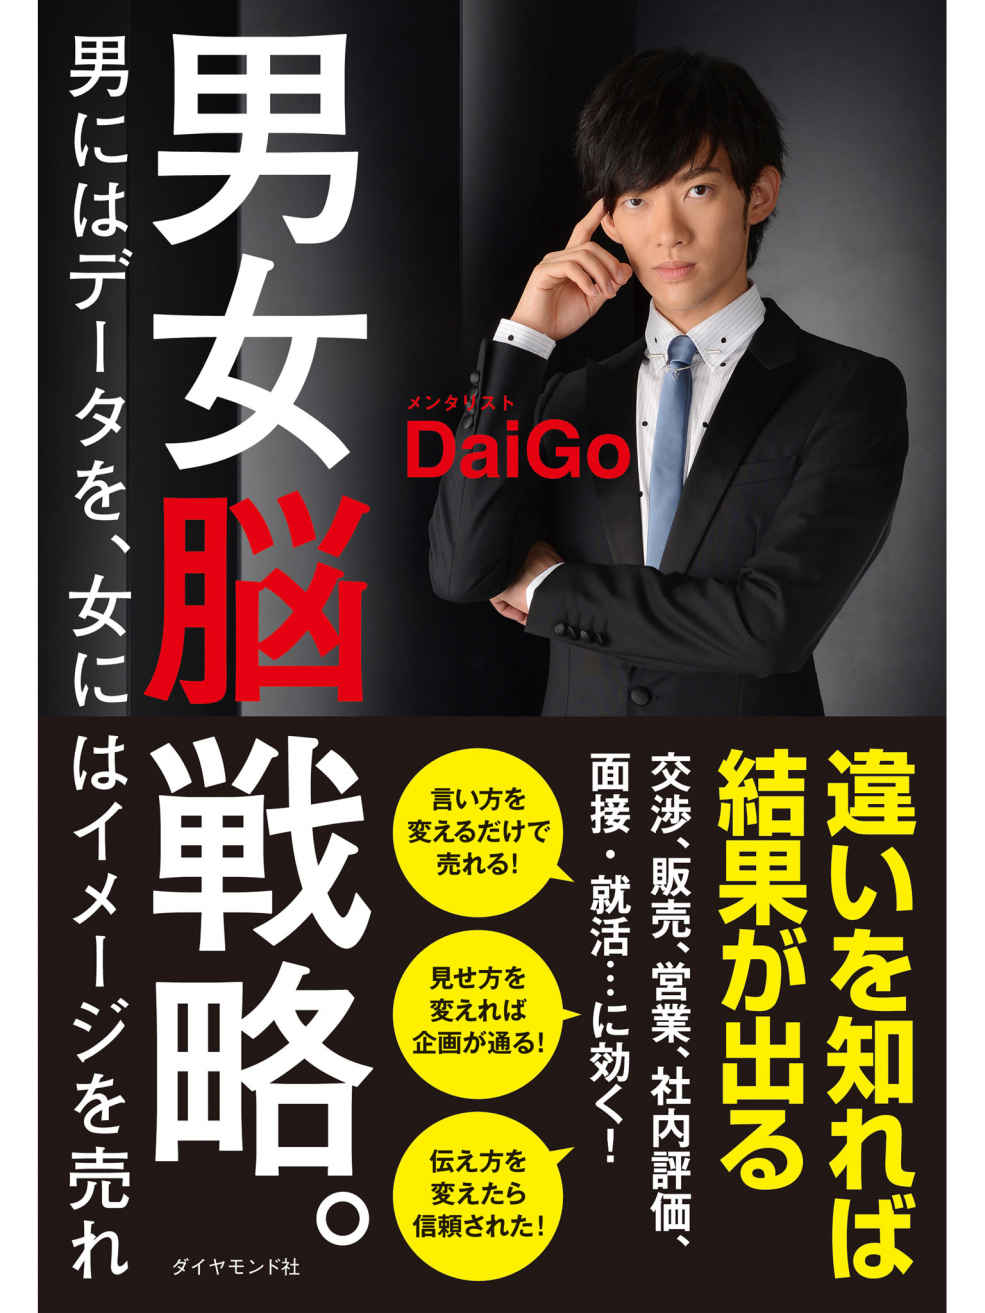 男女脳戦略。
男にはデータを、女にはイメージを売れ
メンタリスト
DaiGo
違いを知れば
結果が出る
交渉、販売、営業、社内評価、
面接・就活…に効く！
言い方を
変えるだけで
売れる！
見せ方を
変えれば
企画が通る！
伝え方を
変えたら
信頼された！
ダイヤモンド社